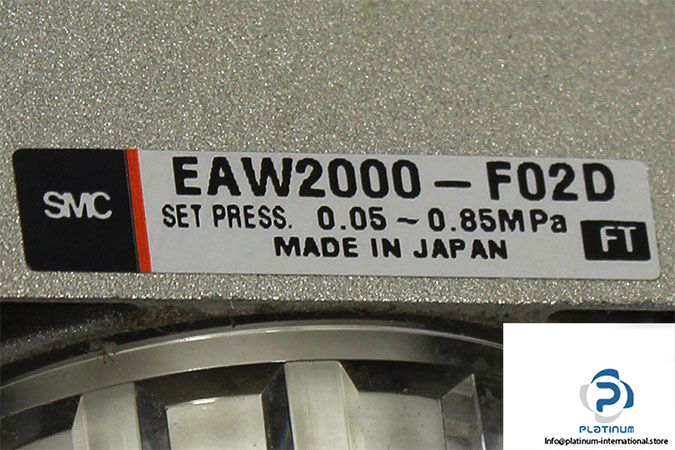 SMC
EAW2000-F02D
SET PRESS. 0.05~0.85MPa
MADE IN JAPAN
FT
PLATINUM
Info@platinum-international.store